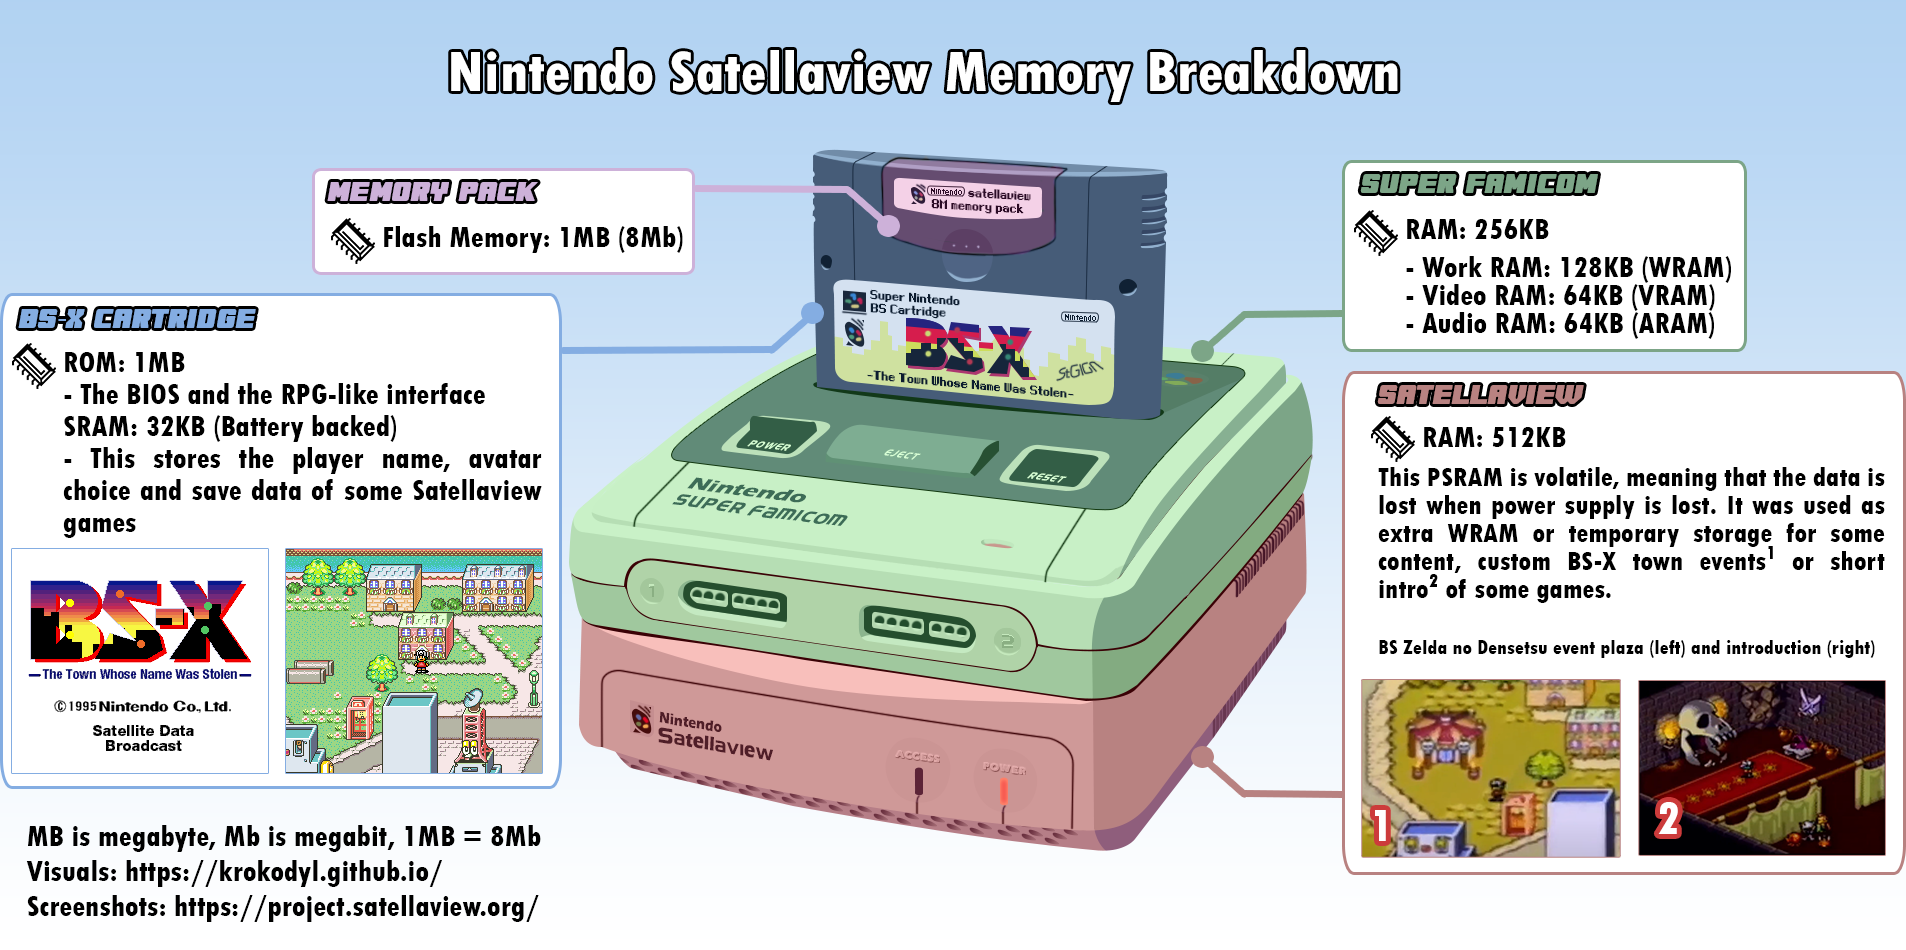 Nintendo Satellaview Memory Breakdown
MEMORY PACK
Flash Memory: 1MB (8Mb)
BS-X CARTRIDGE
ROM: 1MB
- The BIOS and the RPG-like interface
SRAM: 32KB (Battery backed)
- This stores the player name, avatar
choice and save data of some Satellaview
games
BS-X
The Town Whose Name Was Stolen
©1995 Nintendo Co., Ltd.
Satellite Data
Broadcast
MB is megabyte, Mb is megabit, 1MB = 8Mb
Visuals: https://krokodyl.github.io/
Screenshots: https://project.satellaview.org/
Nintendo satellaview
8M memory pack
Super Nintendo
BS Cartridge
Nintendo
BS-X
St.GIGA
-The Town Whose Name Was Stolen-
POWER
EJECT
RESET
Nintendo
SUPER FAMICOM
1
2
Nintendo
Satellaview
ACCESS
POWER
SUPER FAMICOM
RAM: 256KB
- Work RAM: 128KB (WRAM)
- Video RAM: 64KB (VRAM)
- Audio RAM: 64KB (ARAM)
SATELLAVIEW
RAM: 512KB
This PSRAM is volatile, meaning that the data is
lost when power supply is lost. It was used as
extra WRAM or temporary storage for some
content, custom BS-X town events1 or short
intro2 of some games.
BS Zelda no Densetsu event plaza (left) and introduction (right)
1
2